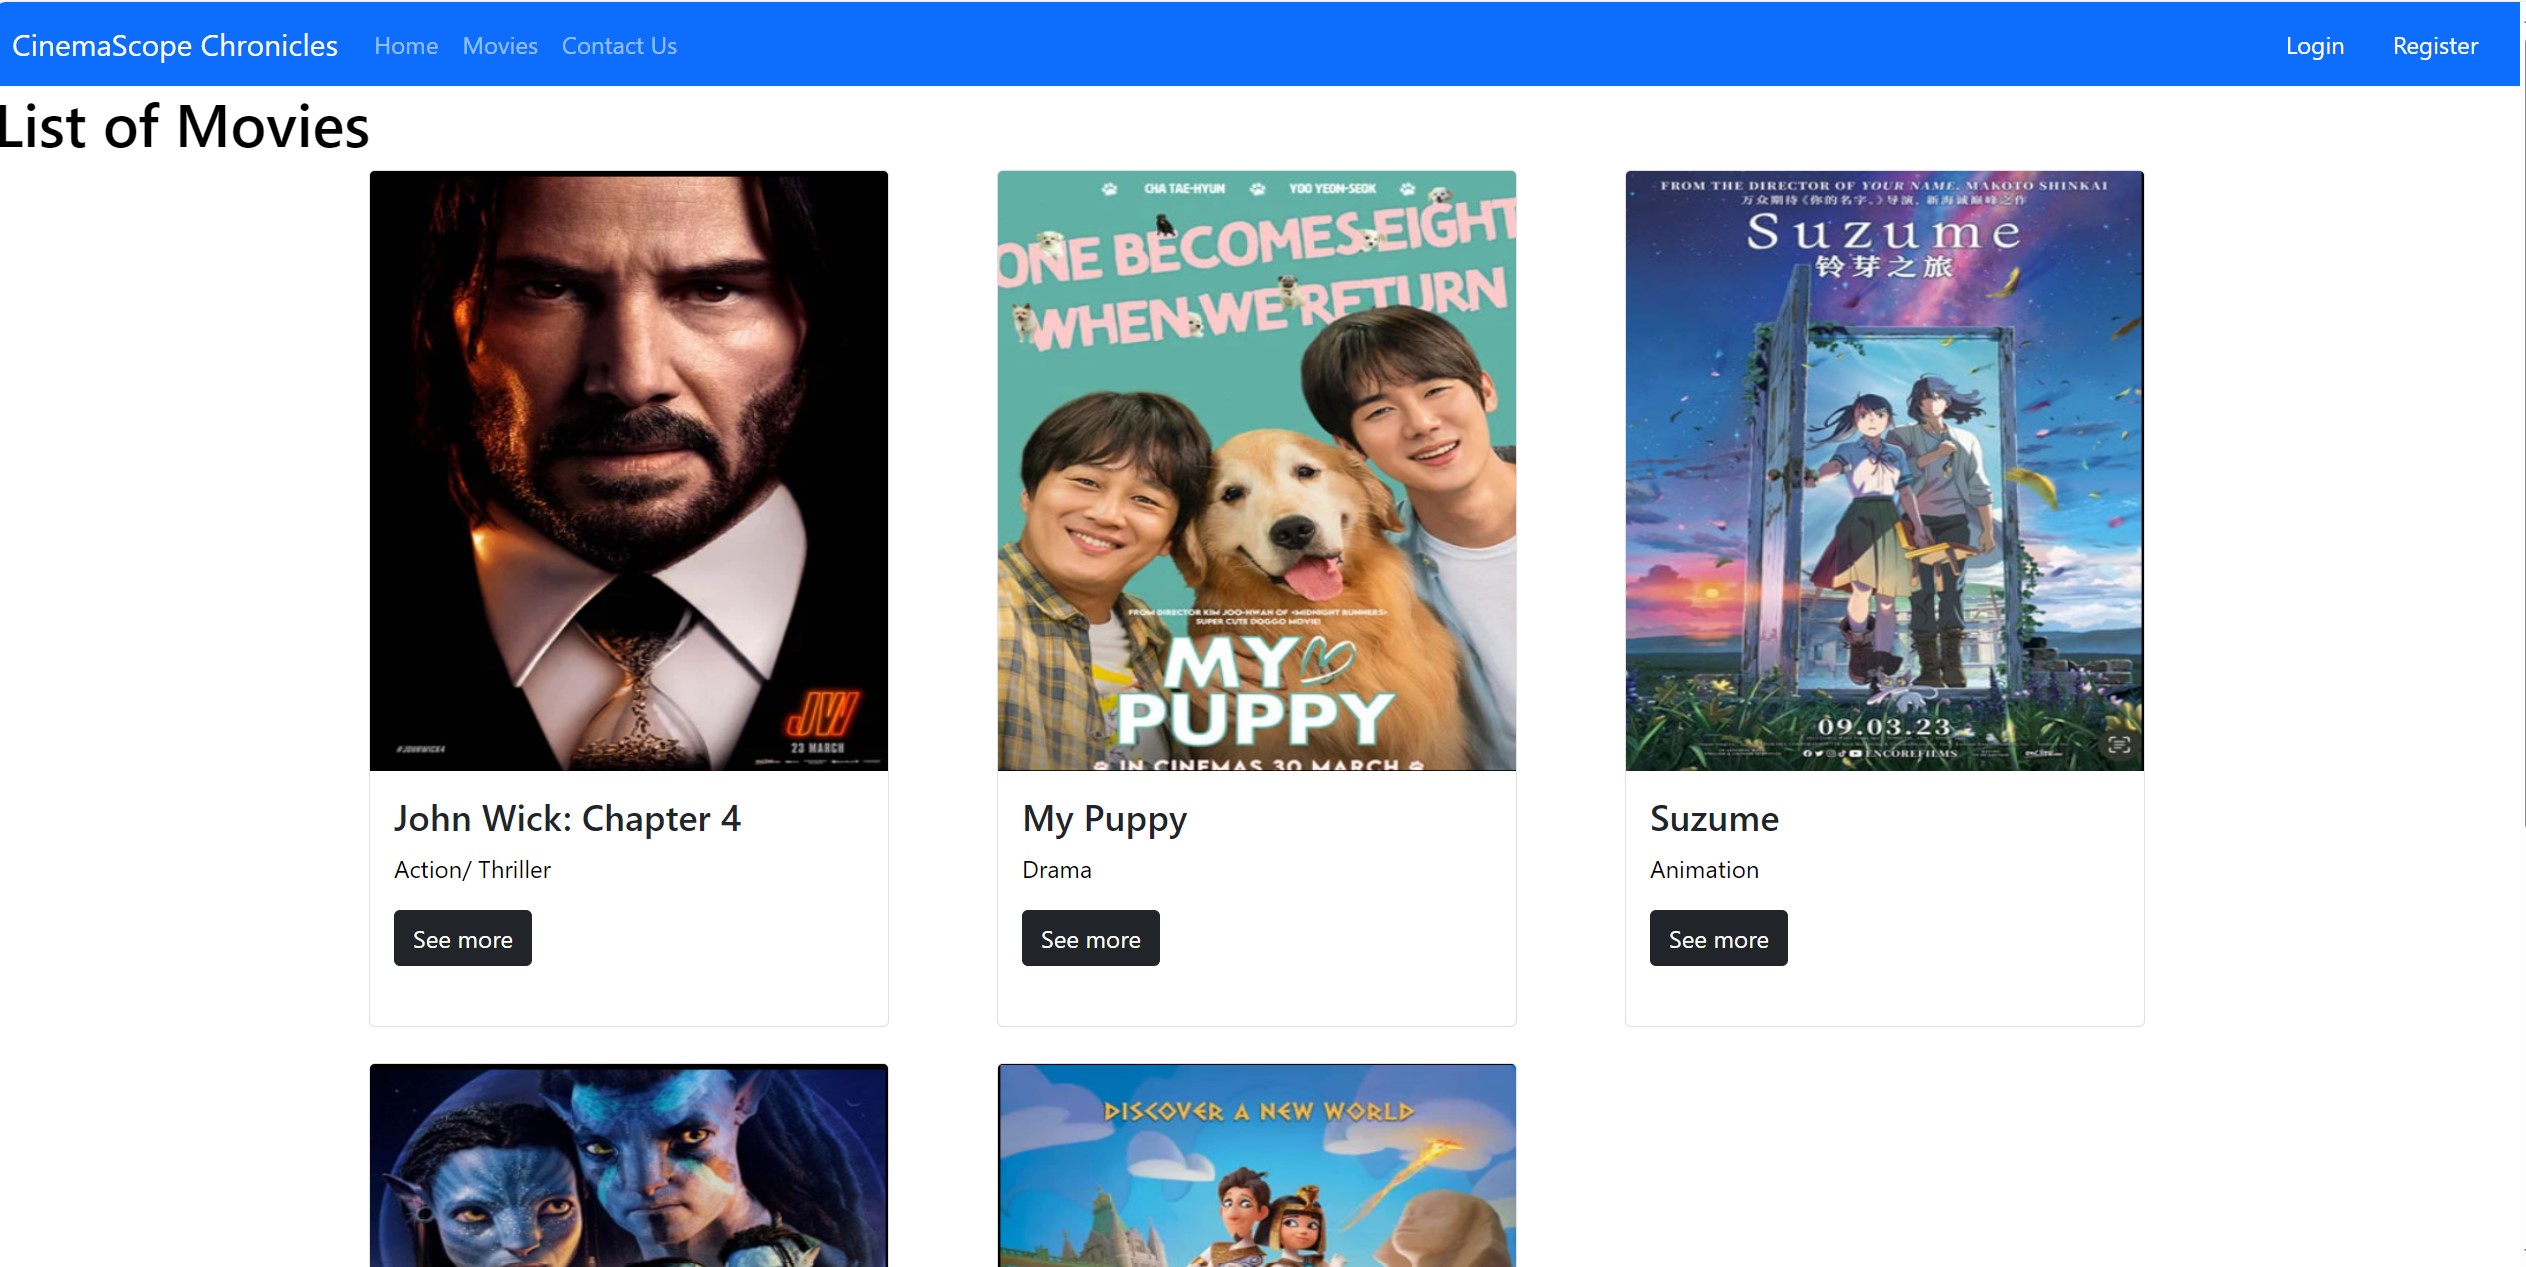 CinemaScope Chronicles
Home
Movies
Contact Us
Login
Register
List of Movies
#JOHNWICK4
JW
23 MARCH
CHA TAE-HYUN YOO YEON-SEOK
ONE BECOMES EIGHT
WHEN WE RETURN
FROM DIRECTOR KIM JOO-HWAN OF <MIDNIGHT RUNNERS>
SUPER CUTE DOGGO MOVIE!
MY
PUPPY
IN CINEMAS 30 MARCH
FROM THE DIRECTOR OF YOUR NAME. MAKOTO SHINKAI
万众期待《你的名字。》导演, 新海诚巅峰之作
Suzume
铃芽之旅
09.03.23
ENCOREFILMS
John Wick: Chapter 4
Action/ Thriller
See more
My Puppy
Drama
See more
Suzume
Animation
See more
DISCOVER A NEW WORLD